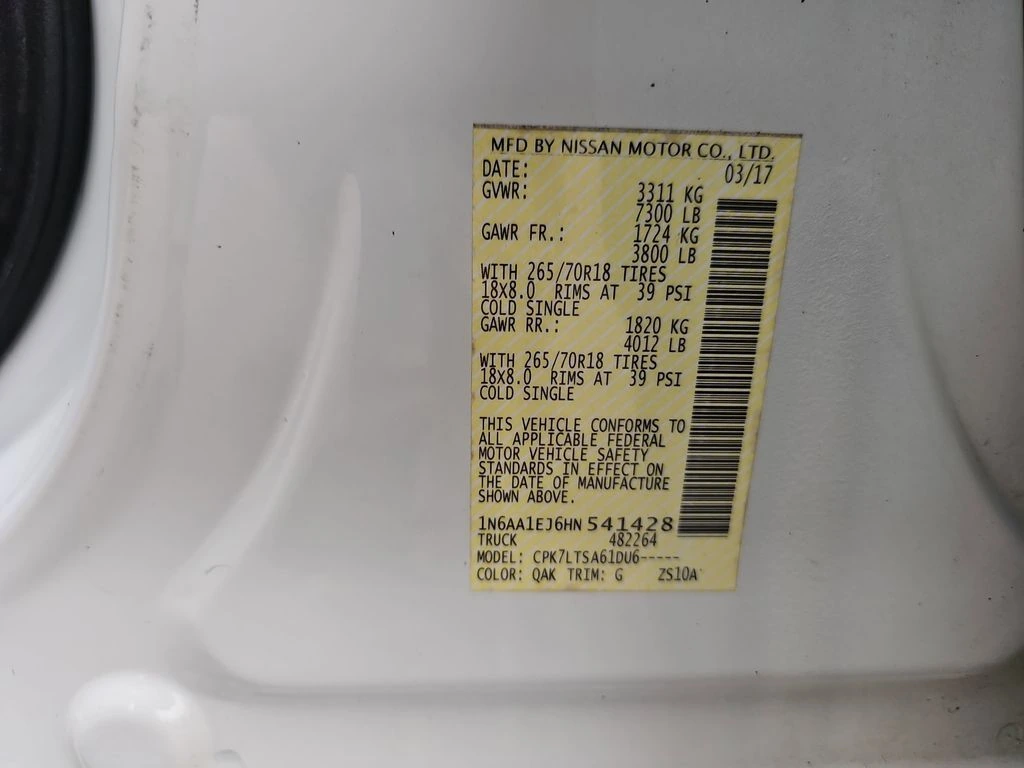 MFD BY NISSAN MOTOR CO., LTD.
DATE: 03/17
GVWR: 3311 KG
7300 LB
GAWR FR.: 1724 KG
3800 LB
WITH 265/70R18 TIRES
18X8.0 RIMS AT 39 PSI
COLD SINGLE
GAWR RR.: 1820 KG
4012 LB
WITH 265/70R18 TIRES
18X8.0 RIMS AT 39 PSI
COLD SINGLE
THIS VEHICLE CONFORMS TO
ALL APPLICABLE FEDERAL
MOTOR VEHICLE SAFETY
STANDARDS IN EFFECT ON
THE DATE OF MANUFACTURE
SHOWN ABOVE.
1N6AA1EJ6HN541428
TRUCK 482264
MODEL: CPK7LTSA61DU6-----
COLOR: QAK TRIM: G ZS10A